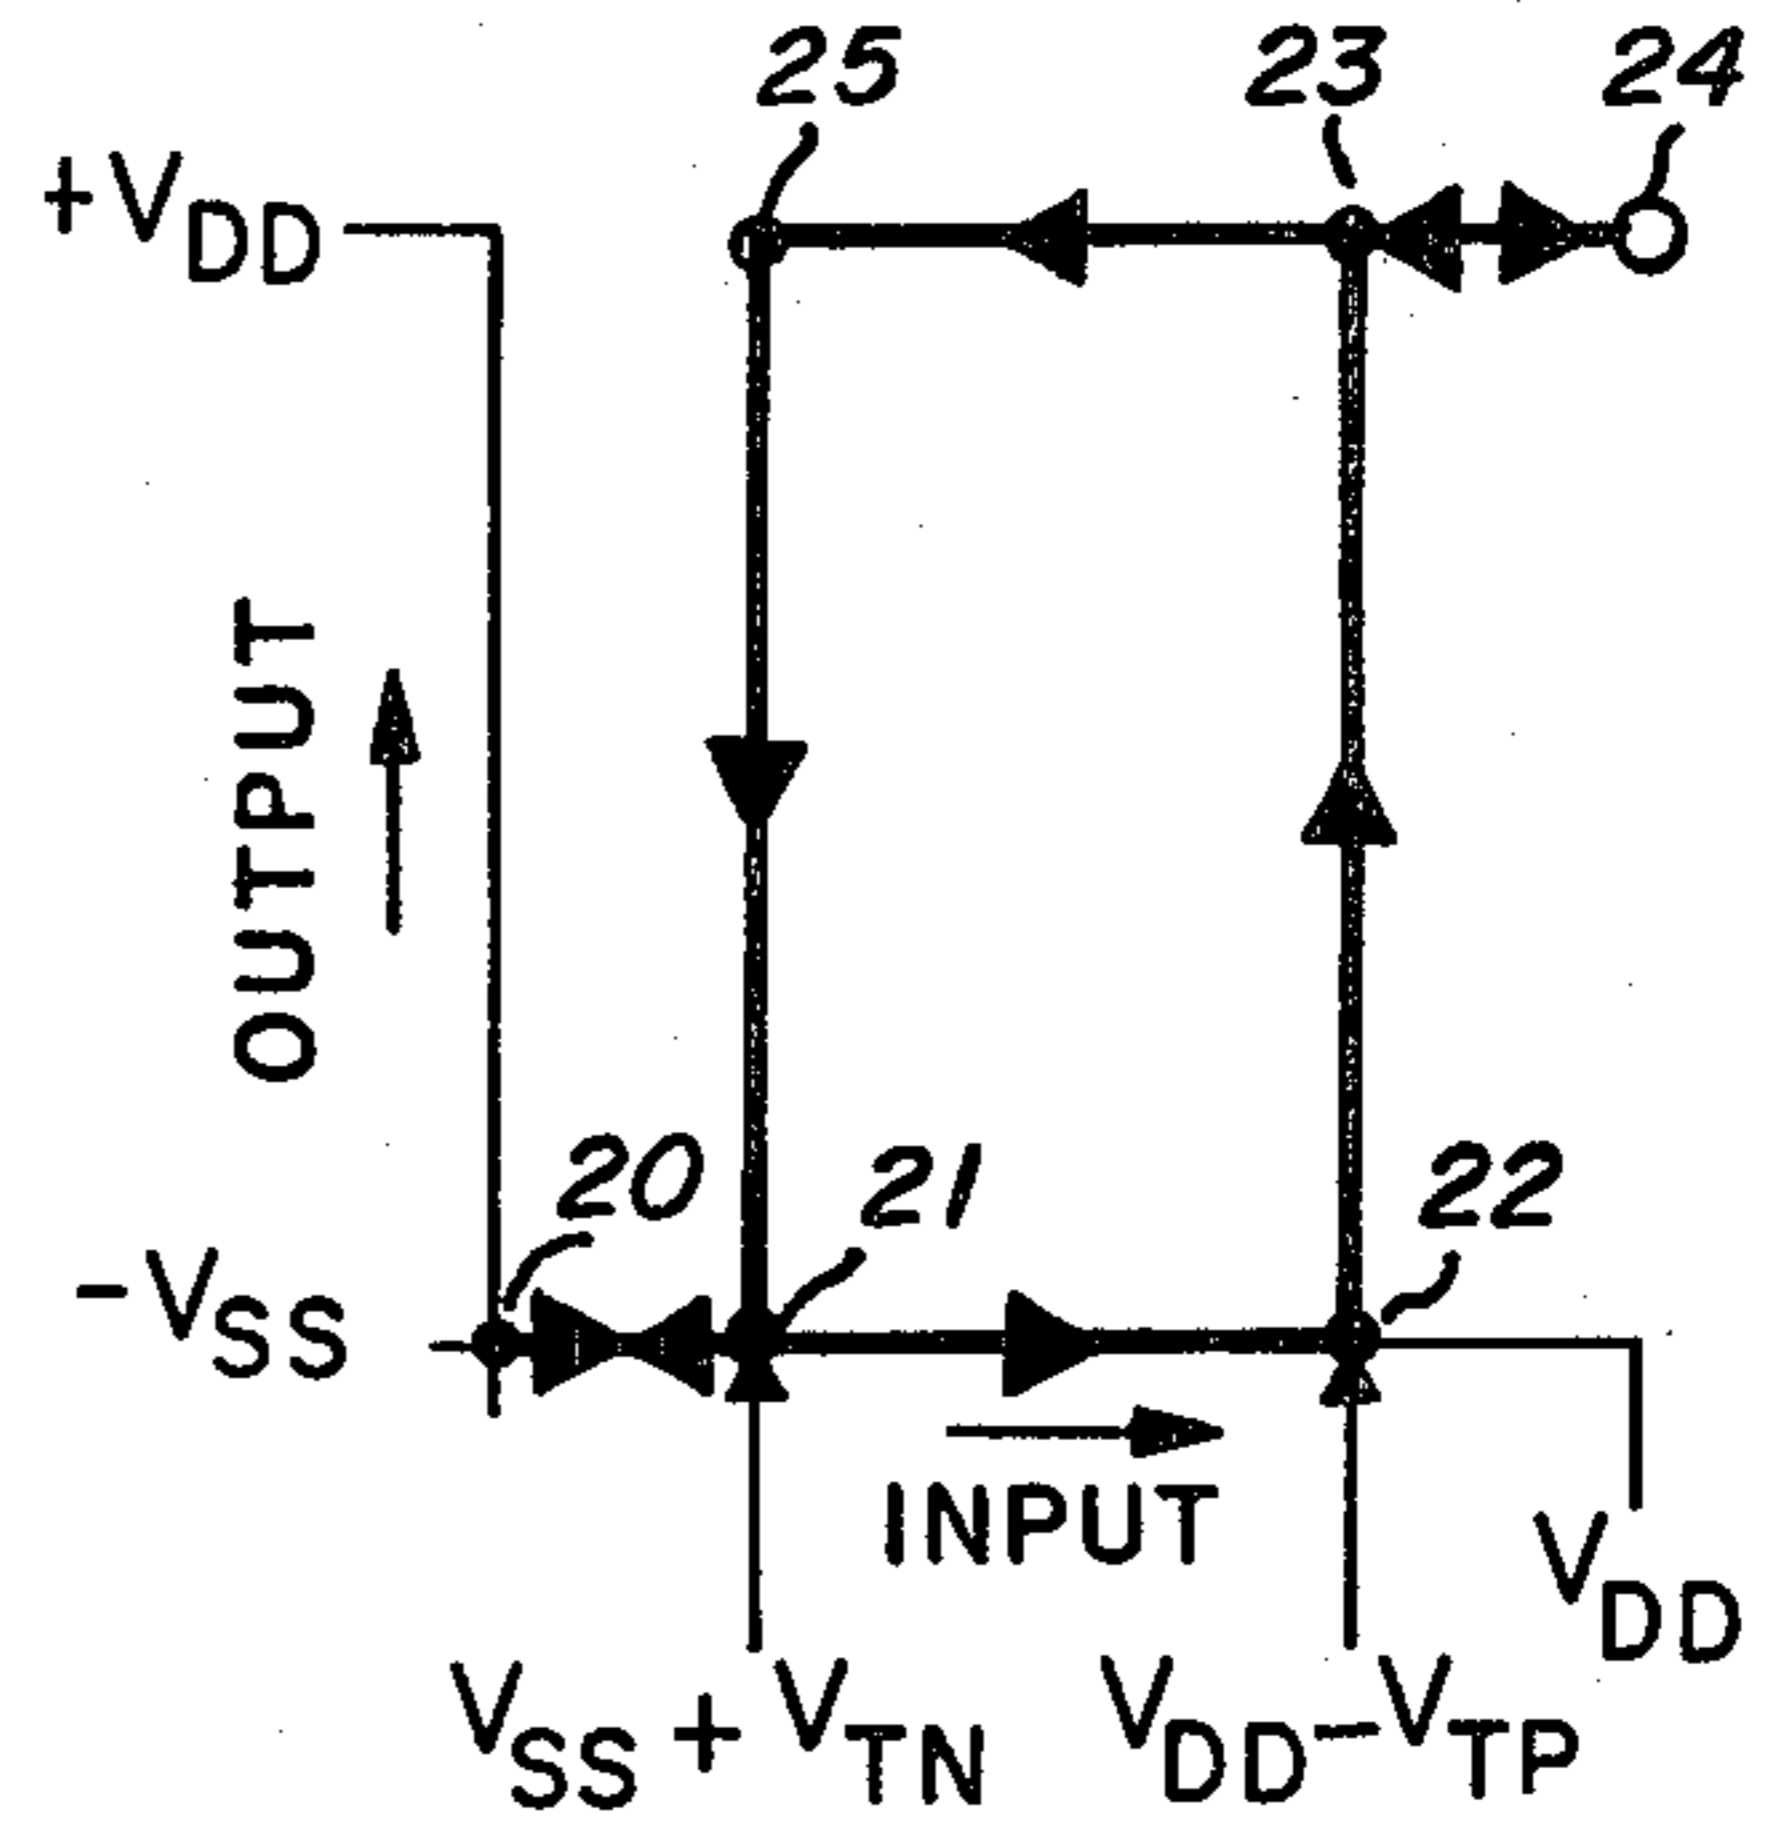 25 23 24
+VDD
OUTPUT
20 21 22
-VSS
INPUT
VDD
VSS+VTN VDD-VTP